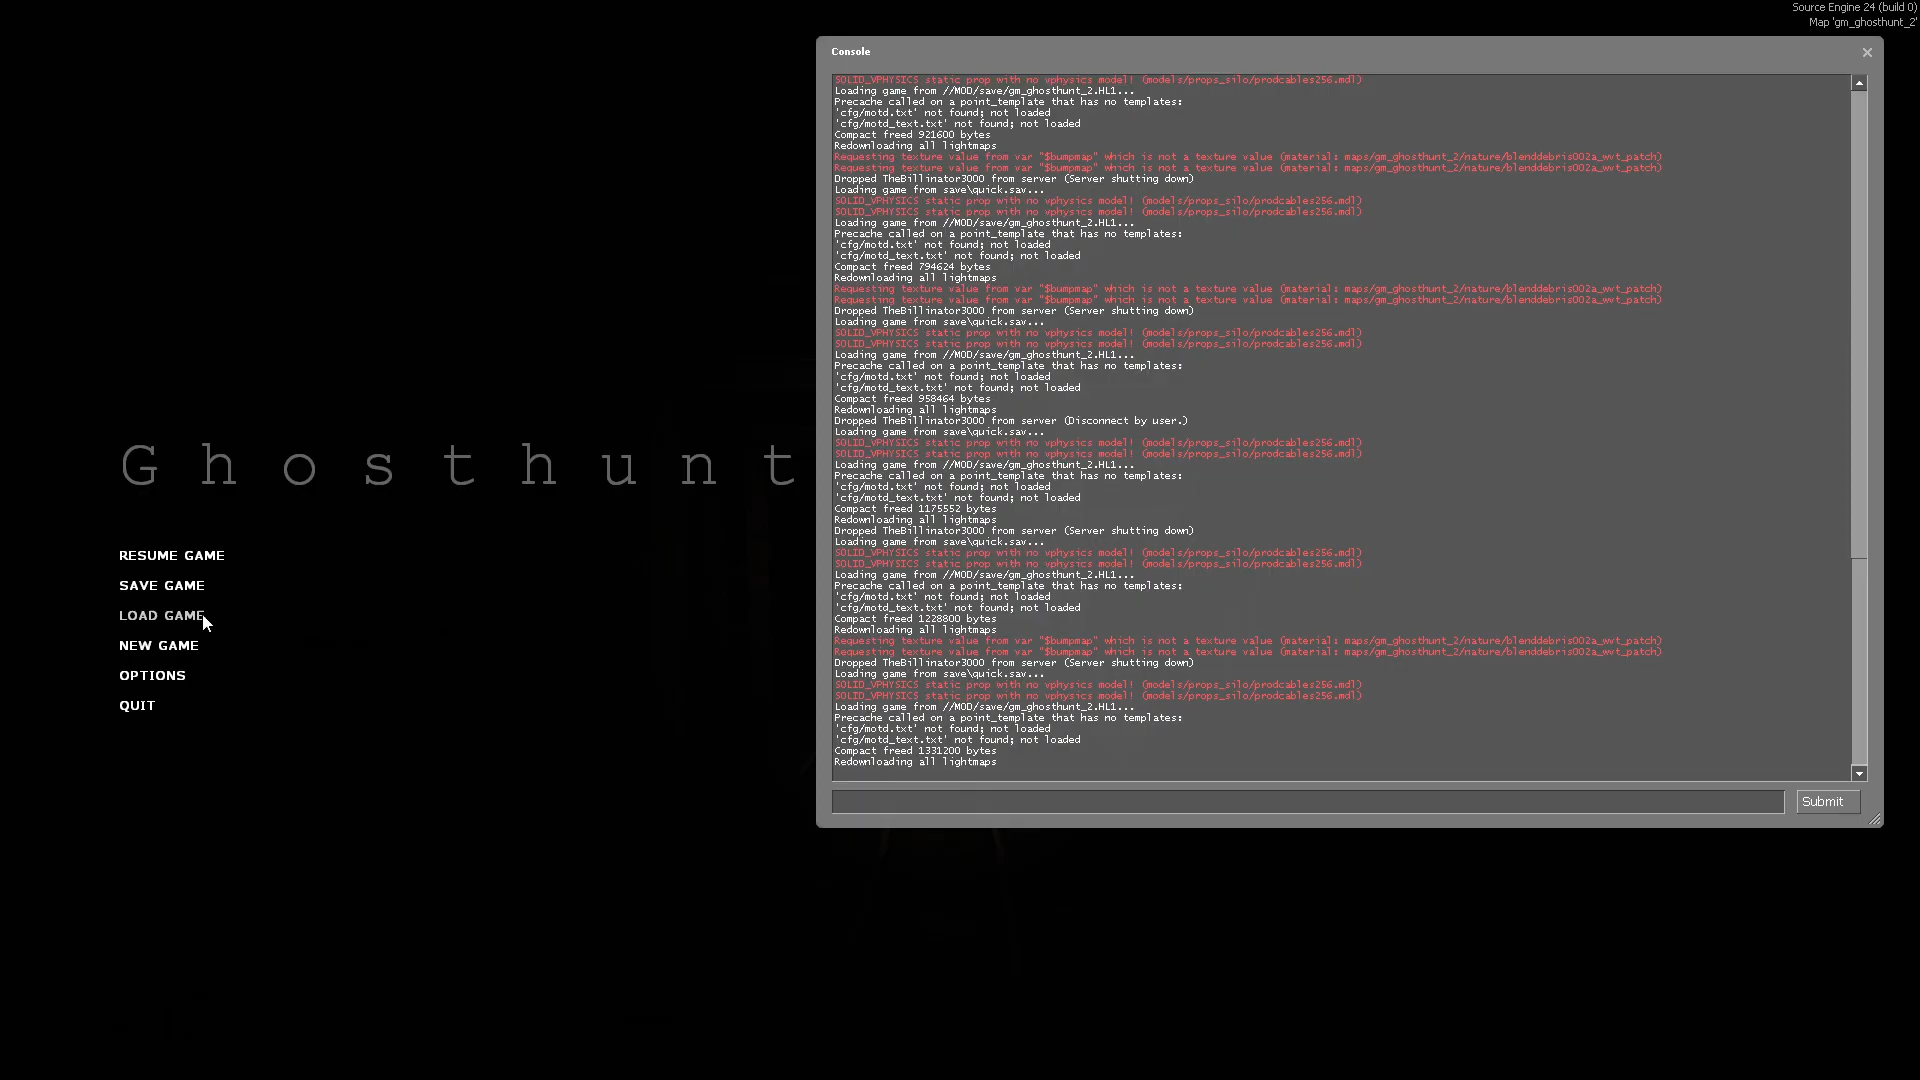 Source Engine 24 (build 0)
Map 'gm_ghosthunt_2'
Ghosthunt
RESUME GAME
SAVE GAME
LOAD GAME
NEW GAME
OPTIONS
QUIT
Console
SOLID_VPHYSICS static prop with no vphysics model! (models/props_silo/prodcables256.mdl)
Loading game from //MOD/save/gm_ghosthunt_2.HL1...
Precache called on a point_template that has no templates:
'cfg/motd.txt' not found; not loaded
'cfg/motd_text.txt' not found; not loaded
Compact freed 921600 bytes
Redownloading all lightmaps
Requesting texture value from var "$bumpmap" which is not a texture value (material: maps/gm_ghosthunt_2/nature/blenddebris002a_wvt_patch)
Requesting texture value from var "$bumpmap" which is not a texture value (material: maps/gm_ghosthunt_2/nature/blenddebris002a_wvt_patch)
Dropped TheBillinator3000 from server (Server shutting down)
Loading game from save\quick.sav...
SOLID_VPHYSICS static prop with no vphysics model! (models/props_silo/prodcables256.mdl)
SOLID_VPHYSICS static prop with no vphysics model! (models/props_silo/prodcables256.mdl)
Loading game from //MOD/save/gm_ghosthunt_2.HL1...
Precache called on a point_template that has no templates:
'cfg/motd.txt' not found; not loaded
'cfg/motd_text.txt' not found; not loaded
Compact freed 794624 bytes
Redownloading all lightmaps
Requesting texture value from var "$bumpmap" which is not a texture value (material: maps/gm_ghosthunt_2/nature/blenddebris002a_wvt_patch)
Requesting texture value from var "$bumpmap" which is not a texture value (material: maps/gm_ghosthunt_2/nature/blenddebris002a_wvt_patch)
Dropped TheBillinator3000 from server (Server shutting down)
Loading game from save\quick.sav...
SOLID_VPHYSICS static prop with no vphysics model! (models/props_silo/prodcables256.mdl)
SOLID_VPHYSICS static prop with no vphysics model! (models/props_silo/prodcables256.mdl)
Loading game from //MOD/save/gm_ghosthunt_2.HL1...
Precache called on a point_template that has no templates:
'cfg/motd.txt' not found; not loaded
'cfg/motd_text.txt' not found; not loaded
Compact freed 958464 bytes
Redownloading all lightmaps
Dropped TheBillinator3000 from server (Disconnect by user.)
Loading game from save\quick.sav...
SOLID_VPHYSICS static prop with no vphysics model! (models/props_silo/prodcables256.mdl)
SOLID_VPHYSICS static prop with no vphysics model! (models/props_silo/prodcables256.mdl)
Loading game from //MOD/save/gm_ghosthunt_2.HL1...
Precache called on a point_template that has no templates:
'cfg/motd.txt' not found; not loaded
'cfg/motd_text.txt' not found; not loaded
Compact freed 1175552 bytes
Redownloading all lightmaps
Dropped TheBillinator3000 from server (Server shutting down)
Loading game from save\quick.sav...
SOLID_VPHYSICS static prop with no vphysics model! (models/props_silo/prodcables256.mdl)
SOLID_VPHYSICS static prop with no vphysics model! (models/props_silo/prodcables256.mdl)
Loading game from //MOD/save/gm_ghosthunt_2.HL1...
Precache called on a point_template that has no templates:
'cfg/motd.txt' not found; not loaded
'cfg/motd_text.txt' not found; not loaded
Compact freed 1228800 bytes
Redownloading all lightmaps
Requesting texture value from var "$bumpmap" which is not a texture value (material: maps/gm_ghosthunt_2/nature/blenddebris002a_wvt_patch)
Requesting texture value from var "$bumpmap" which is not a texture value (material: maps/gm_ghosthunt_2/nature/blenddebris002a_wvt_patch)
Dropped TheBillinator3000 from server (Server shutting down)
Loading game from save\quick.sav...
SOLID_VPHYSICS static prop with no vphysics model! (models/props_silo/prodcables256.mdl)
SOLID_VPHYSICS static prop with no vphysics model! (models/props_silo/prodcables256.mdl)
Loading game from //MOD/save/gm_ghosthunt_2.HL1...
Precache called on a point_template that has no templates:
'cfg/motd.txt' not found; not loaded
'cfg/motd_text.txt' not found; not loaded
Compact freed 1331200 bytes
Redownloading all lightmaps
Submit